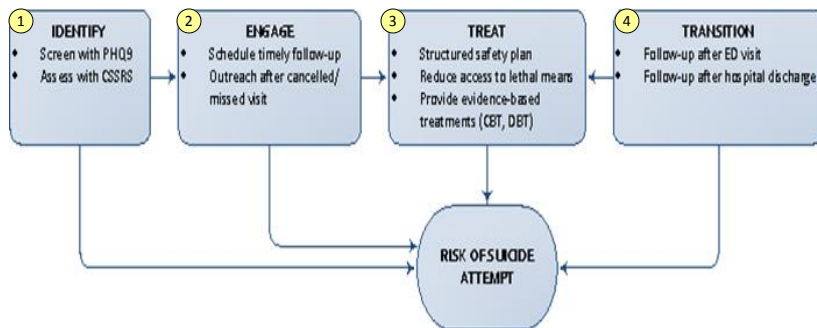 1
IDENTIFY
Screen with PHQ9
Assess with CSSRS
2
ENGAGE
Schedule timely follow-up
Outreach after cancelled/
missed visit
3
TREAT
Structured safety plan
Reduce access to lethal means
Provide evidence-based
treatments (CBT, DBT)
4
TRANSITION
Follow-up after ED visit
Follow-up after hospital discharge
RISK OF SUICIDE
ATTEMPT